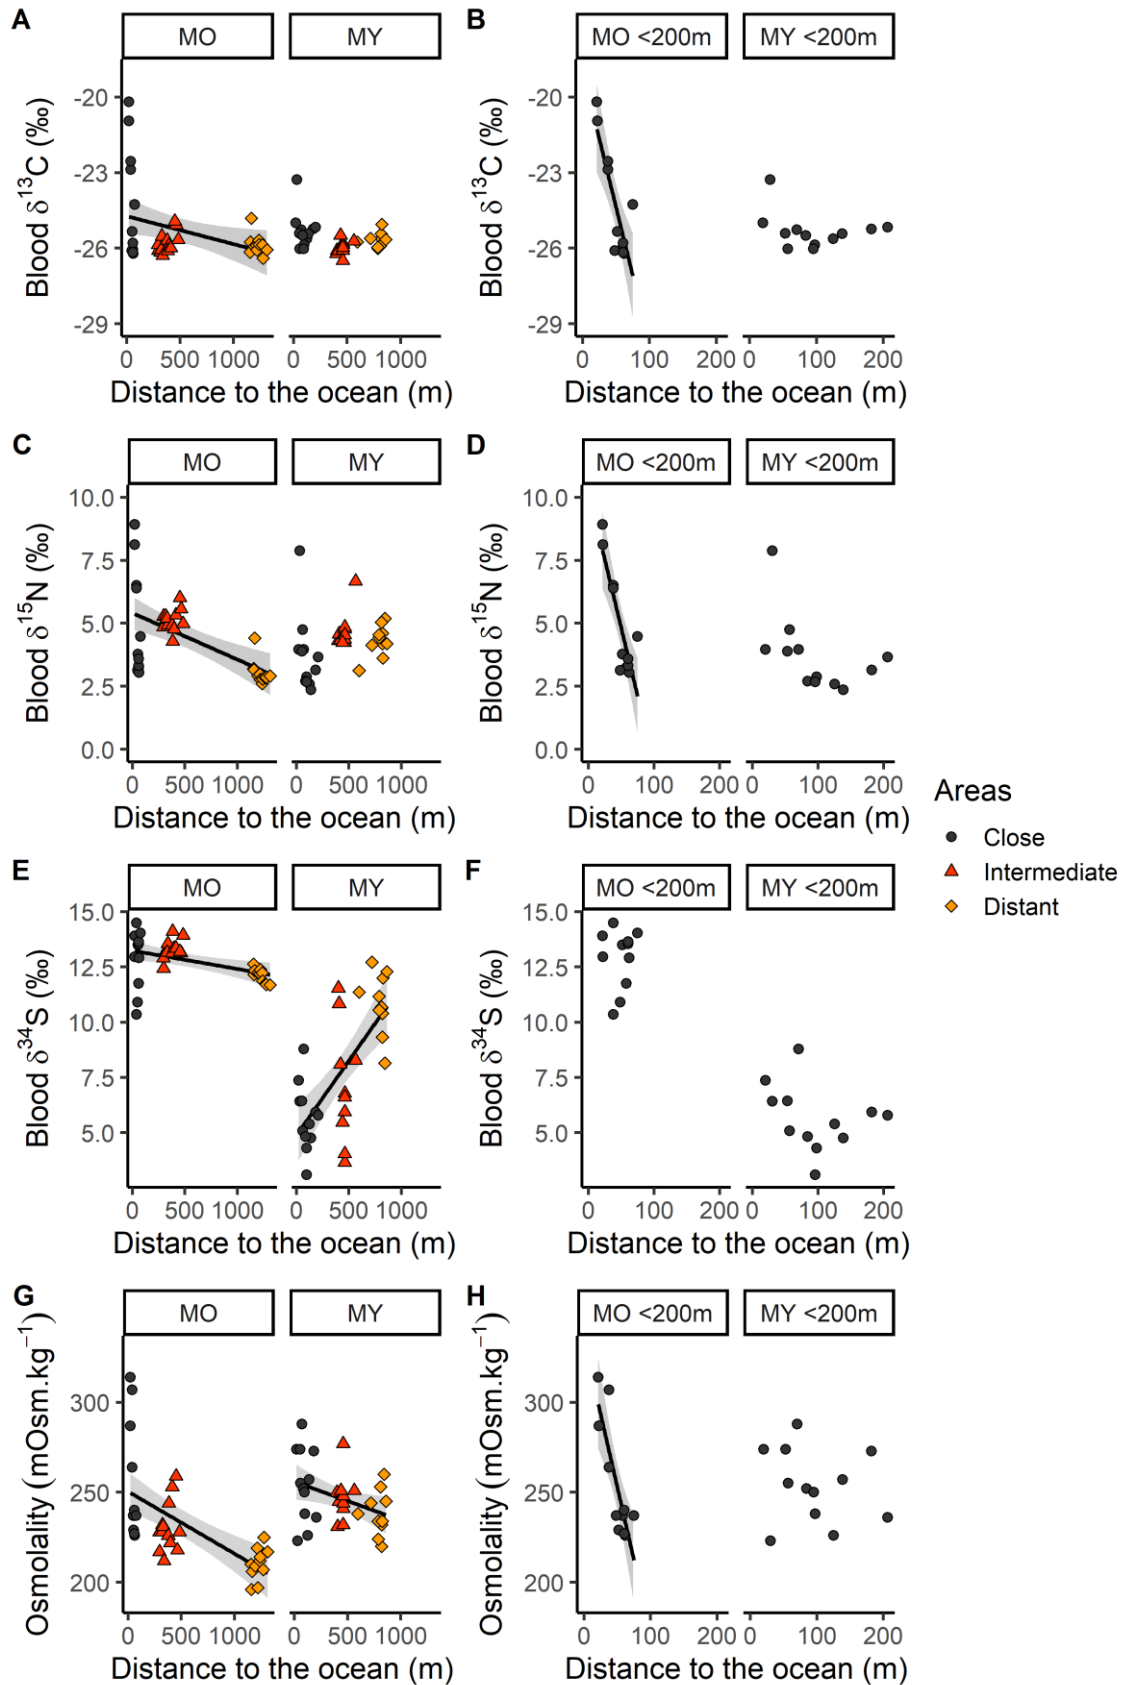 A B
MO MY MO <200m MY <200m
Blood δ¹³C (‰) Blood δ¹³C (‰)
-20 -20
-23 -23
-26 -26
-29 -29
0 500 1000 0 500 1000 0 100 200 0 100 200
Distance to the ocean (m) Distance to the ocean (m)
C D
MO MY MO <200m MY <200m
Blood δ¹⁵N (‰) Blood δ¹⁵N (‰)
10.0 10.0
7.5 7.5
5.0 5.0
2.5 2.5
0.0 0.0
0 500 1000 0 500 1000 0 100 200 0 100 200
Distance to the ocean (m) Distance to the ocean (m)
Areas
Close
Intermediate
Distant
E F
MO MY MO <200m MY <200m
Blood δ³⁴S (‰) Blood δ³⁴S (‰)
15.0 15.0
12.5 12.5
10.0 10.0
7.5 7.5
5.0 5.0
0 500 1000 0 500 1000 0 100 200 0 100 200
Distance to the ocean (m) Distance to the ocean (m)
G H
MO MY MO <200m MY <200m
Osmolality (mOsm.kg⁻¹) Osmolality (mOsm.kg⁻¹)
300 300
250 250
200 200
0 500 1000 0 500 1000 0 100 200 0 100 200
Distance to the ocean (m) Distance to the ocean (m)